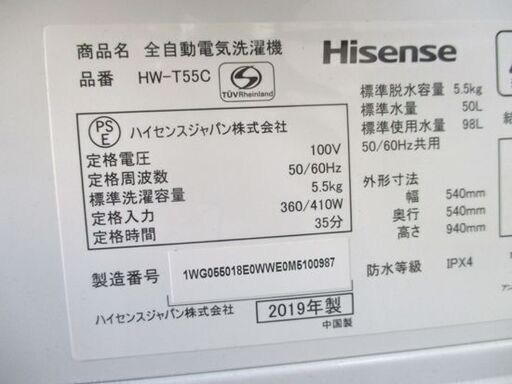 商品名 全自動電気洗濯機
品番 HW-T55C
TÜVRheinland
Hisense
標準脱水容量 5.5kg
標準水量 50L
標準使用水量 98L
50/60Hz共用
PS
E
ハイセンスジャパン株式会社
定格電圧 100V
定格周波数 50/60Hz
標準洗濯容量 5.5kg
定格入力 360/410W
定格時間 35分
外形寸法
幅 540mm
奥行 540mm
高さ 940mm
製造番号 1WG055018E0WWE0M5100987
防水等級 IPX4
ハイセンスジャパン株式会社 2019年製
中国製